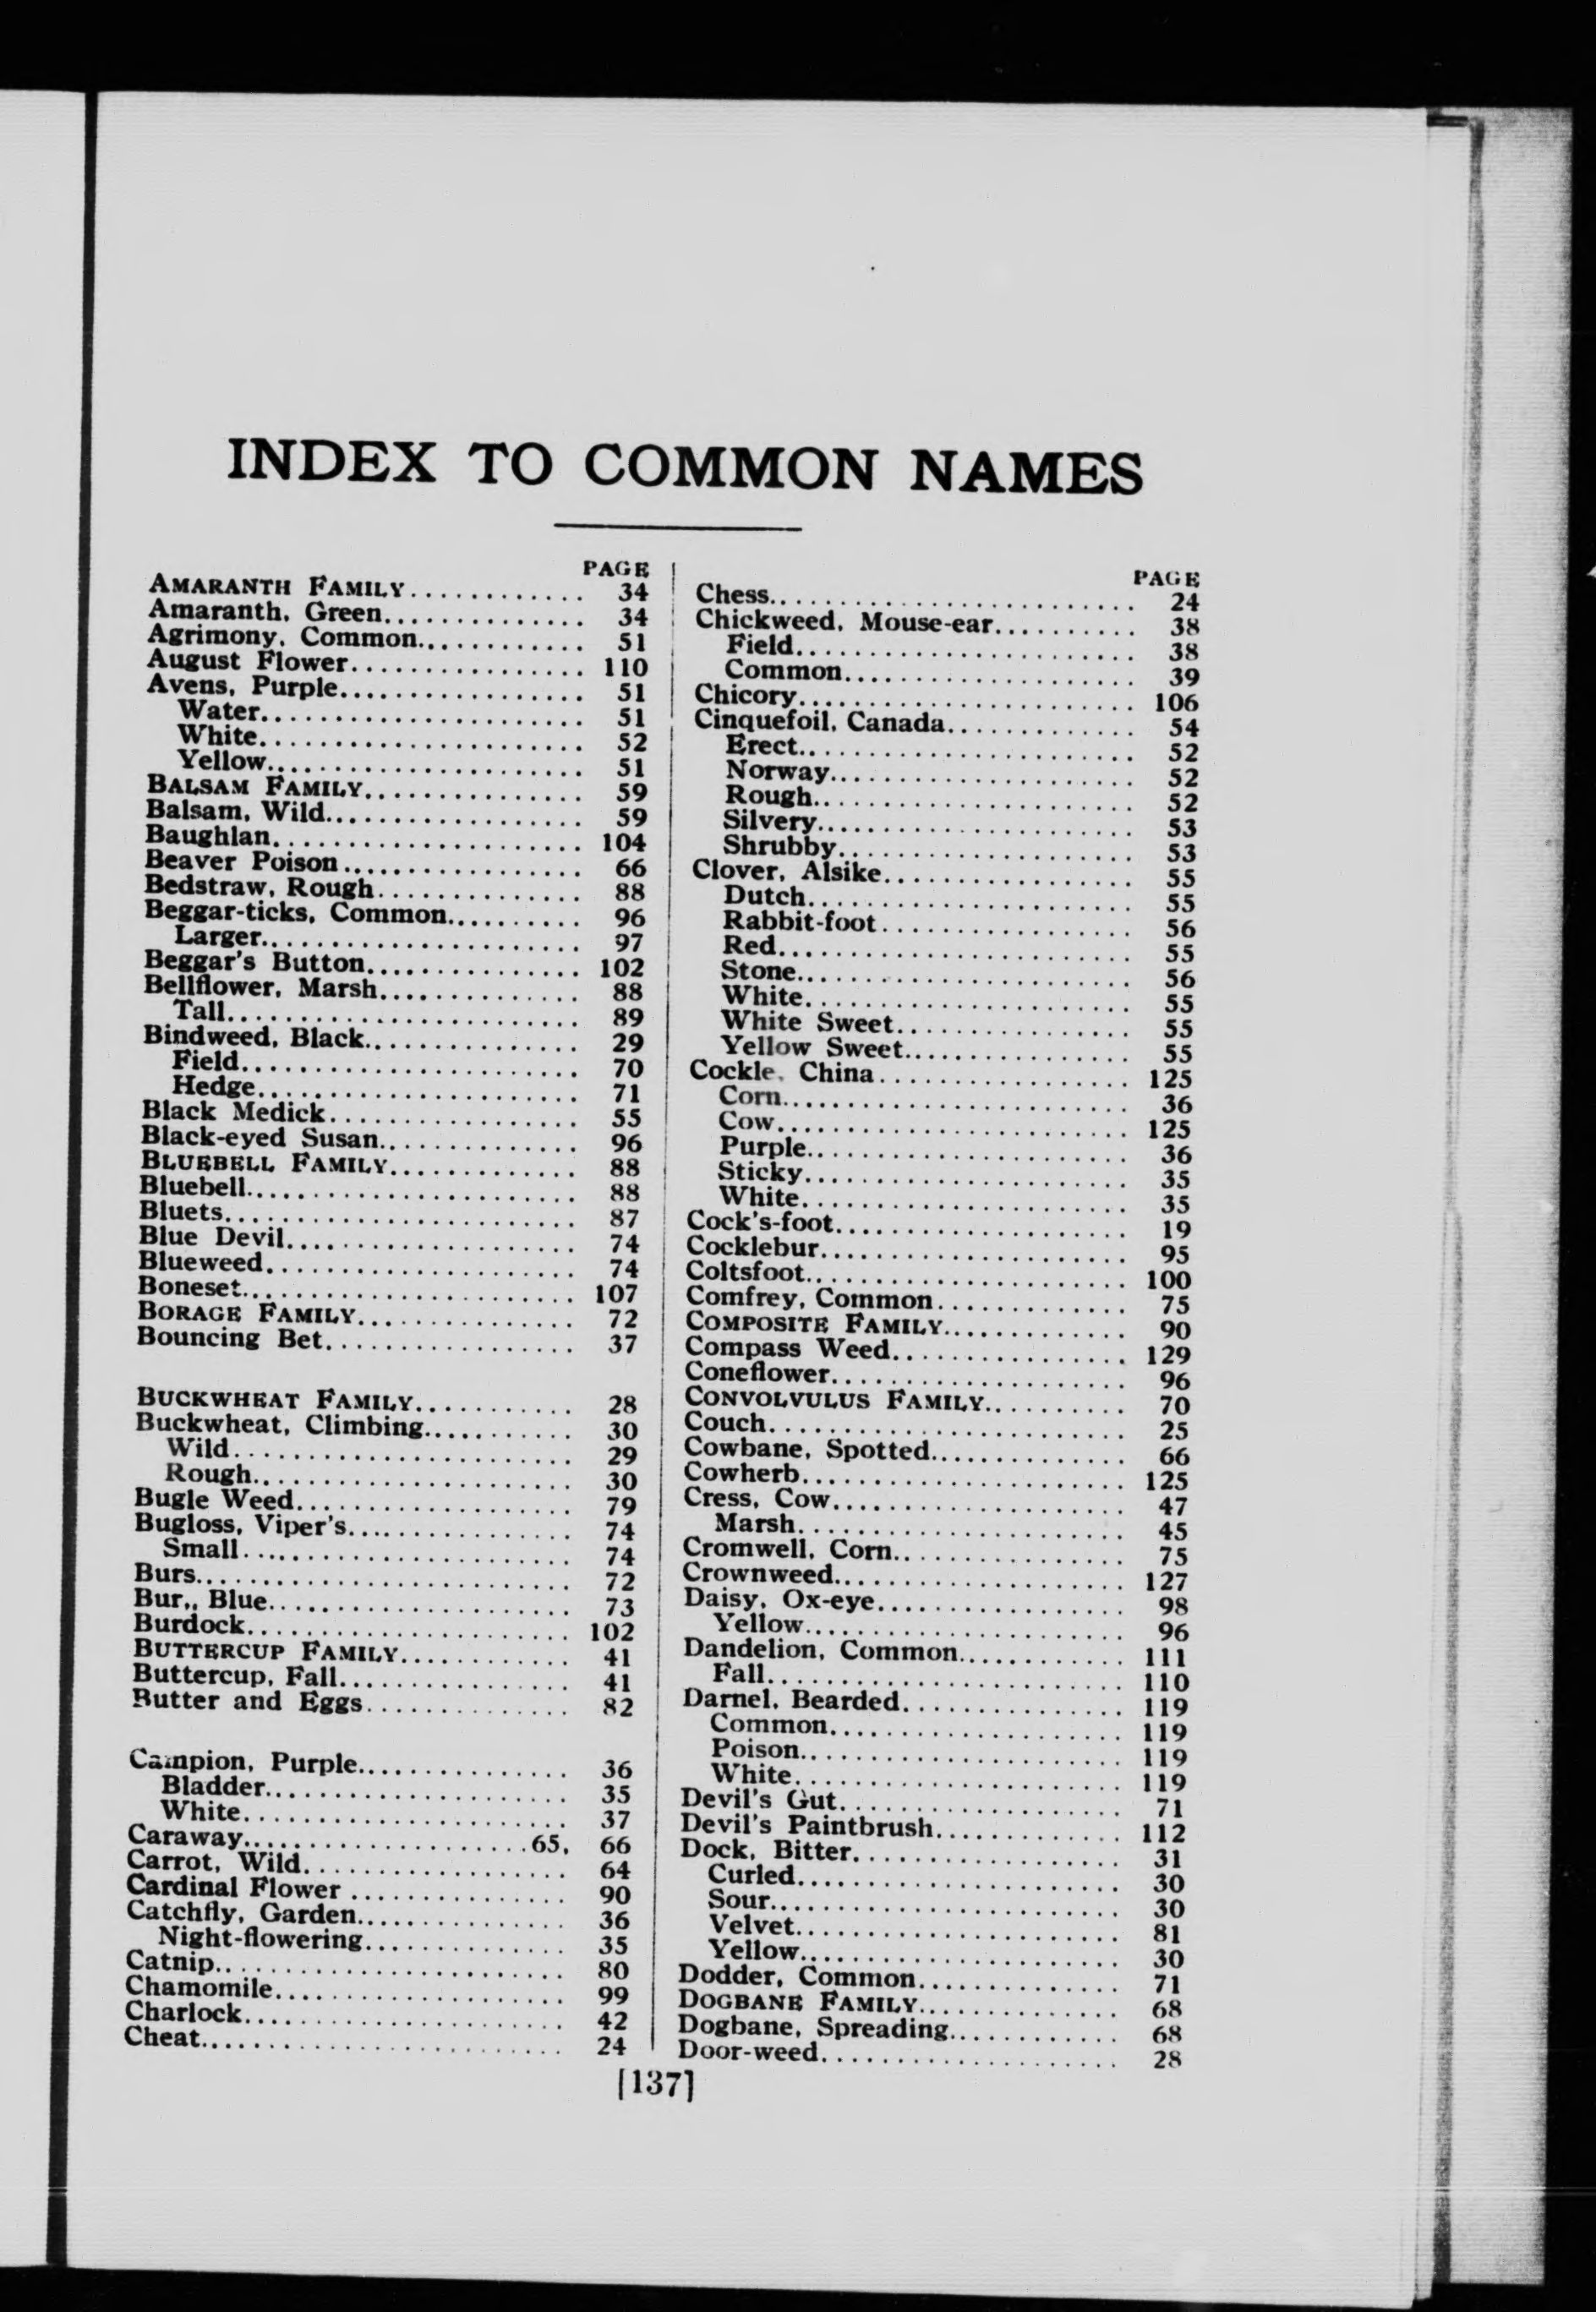 INDEX TO COMMON NAMES
PAGE
AMARANTH FAMILY............ 34
Amaranth, Green.............. 34
Agrimony, Common............ 51
August Flower................. 110
Avens, Purple................. 51
Water...................... 51
White...................... 52
Yellow...................... 51
BALSAM FAMILY............... 59
Balsam, Wild.................. 59
Baughlan..................... 104
Beaver Poison................. 66
Bedstraw, Rough............... 88
Beggar-ticks, Common.......... 96
Larger...................... 97
Beggar's Button............... 102
Bellflower, Marsh.............. 88
Tall........................ 89
Bindweed, Black............... 29
Field....................... 70
Hedge...................... 71
Black Medick.................. 55
Black-eyed Susan.............. 96
BLUEBELL FAMILY............. 88
Bluebell....................... 88
Bluets........................ 87
Blue Devil.................... 74
Blueweed..................... 74
Boneset....................... 107
BORAGE FAMILY............... 72
Bouncing Bet.................. 37
BUCKWHEAT FAMILY........... 28
Buckwheat, Climbing........... 30
Wild....................... 29
Rough...................... 30
Bugle Weed................... 79
Bugloss, Viper's................ 74
Small....................... 74
Burs.......................... 72
Bur,, Blue..................... 73
Burdock...................... 102
BUTTERCUP FAMILY............ 41
Buttercup, Fall................ 41
Butter and Eggs............... 82
Campion, Purple............... 36
Bladder..................... 35
White...................... 37
Caraway...................65, 66
Carrot, Wild.................. 64
Cardinal Flower ............... 90
Catchfly, Garden............... 36
Night-flowering.............. 35
Catnip........................ 80
Chamomile.................... 99
Charlock...................... 42
Cheat......................... 24
PAGE
Chess......................... 24
Chickweed, Mouse-ear.......... 38
Field....................... 38
Common.................... 39
Chicory....................... 106
Cinquefoil, Canada............. 54
Erect....................... 52
Norway..................... 52
Rough...................... 52
Silvery...................... 53
Shrubby.................... 53
Clover, Alsike................. 55
Dutch...................... 55
Rabbit-foot................. 56
Red........................ 55
Stone....................... 56
White...................... 55
White Sweet................ 55
Yellow Sweet................ 55
Cockle, China................. 125
Corn....................... 36
Cow........................ 125
Purple...................... 36
Sticky...................... 35
White...................... 35
Cock's-foot.................... 19
Cocklebur..................... 95
Coltsfoot...................... 100
Comfrey, Common............. 75
COMPOSITE FAMILY............. 90
Compass Weed................ 129
Coneflower.................... 96
CONVOLVULUS FAMILY.......... 70
Couch........................ 25
Cowbane, Spotted.............. 66
Cowherb...................... 125
Cress, Cow.................... 47
Marsh...................... 45
Cromwell, Corn................ 75
Crownweed.................... 127
Daisy, Ox-eye................. 98
Yellow...................... 96
Dandelion, Common............ 111
Fall........................ 110
Darnel, Bearded............... 119
Common.................... 119
Poison...................... 119
White...................... 119
Devil's Gut................... 71
Devil's Paintbrush............. 112
Dock, Bitter................... 31
Curled...................... 30
Sour....................... 30
Velvet...................... 81
Yellow...................... 30
Dodder, Common.............. 71
DOGBANE FAMILY.............. 68
Dogbane, Spreading............ 68
Door-weed.................... 28
[137]